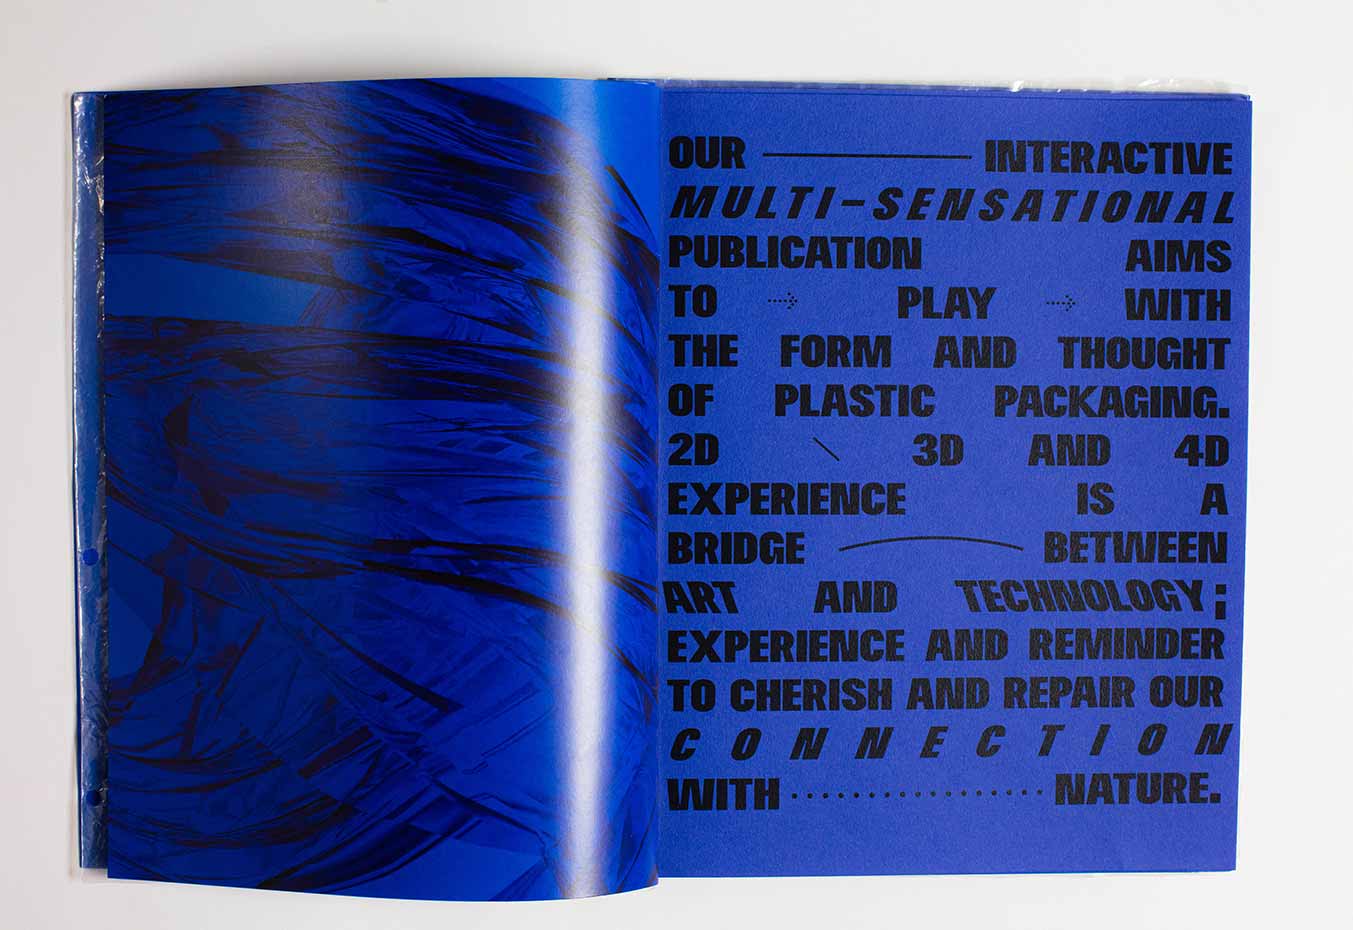 OUR ——— INTERACTIVE
MULTI-SENSATIONAL
PUBLICATION AIMS
TO → PLAY → WITH
THE FORM AND THOUGHT
OF PLASTIC PACKAGING.
2D \ 3D AND 4D
EXPERIENCE IS A
BRIDGE BETWEEN
ART AND TECHNOLOGY;
EXPERIENCE AND REMINDER
TO CHERISH AND REPAIR OUR
CONNECTION
WITH .................. NATURE.